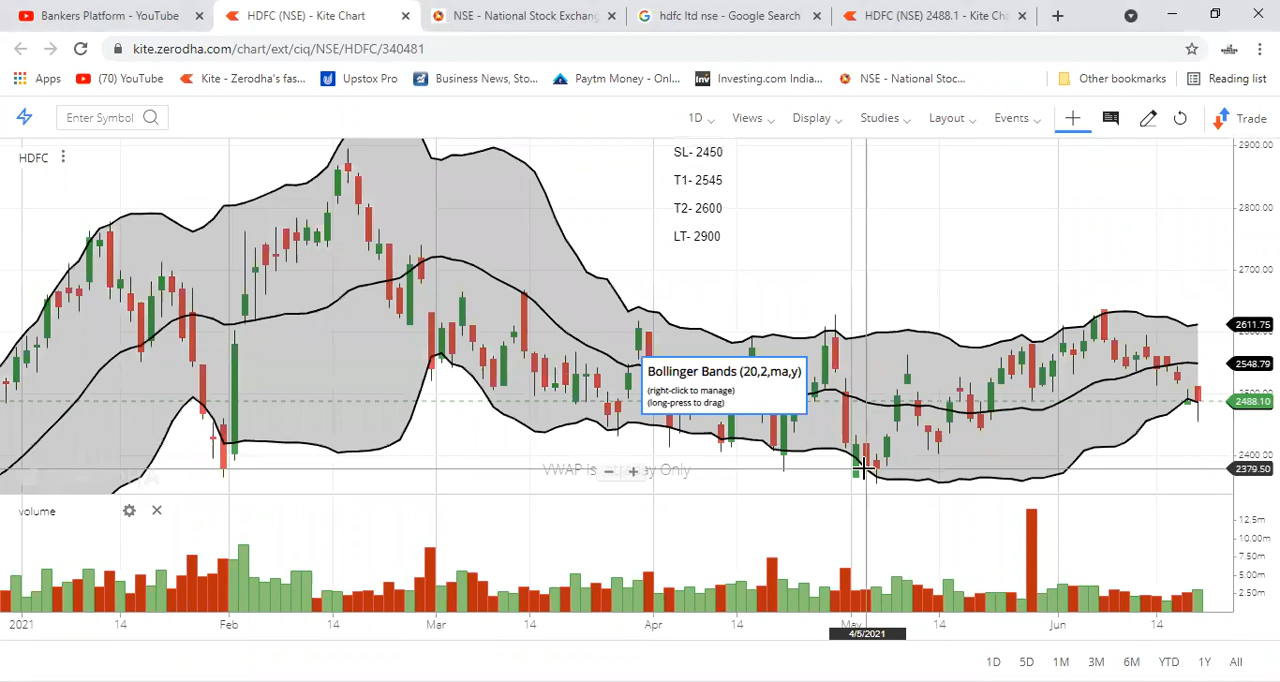 Bankers Platform - YouTube
HDFC (NSE) - Kite Chart
NSE - National Stock Exchang
hdfc ltd nse - Google Search
HDFC (NSE) 2488.1 - Kite Cha
kite.zerodha.com/chart/ext/ciq/NSE/HDFC/340481
Apps
(70) YouTube
Kite - Zerodha's fas...
Upstox Pro
Business News, Sto...
Paytm Money - Onl...
Investing.com India...
NSE - National Stoc...
Other bookmarks
Reading list
Enter Symbol
1D
Views
Display
Studies
Layout
Events
Trade
HDFC
SL- 2450
T1- 2545
T2- 2600
LT- 2900
2900.00
2800.00
2700.00
2611.75
2548.79
2488.10
2400.00
2379.50
Bollinger Bands (20,2,ma,y)
(right-click to manage)
(long-press to drag)
VWAP is
ay Only
volume
12.5m
10.00m
7.50m
5.00m
2.50m
2021
14
Feb
14
Mar
Apr
14
May
14
Jun
14
4/5/2021
1D
5D
1M
3M
6M
YTD
1Y
All